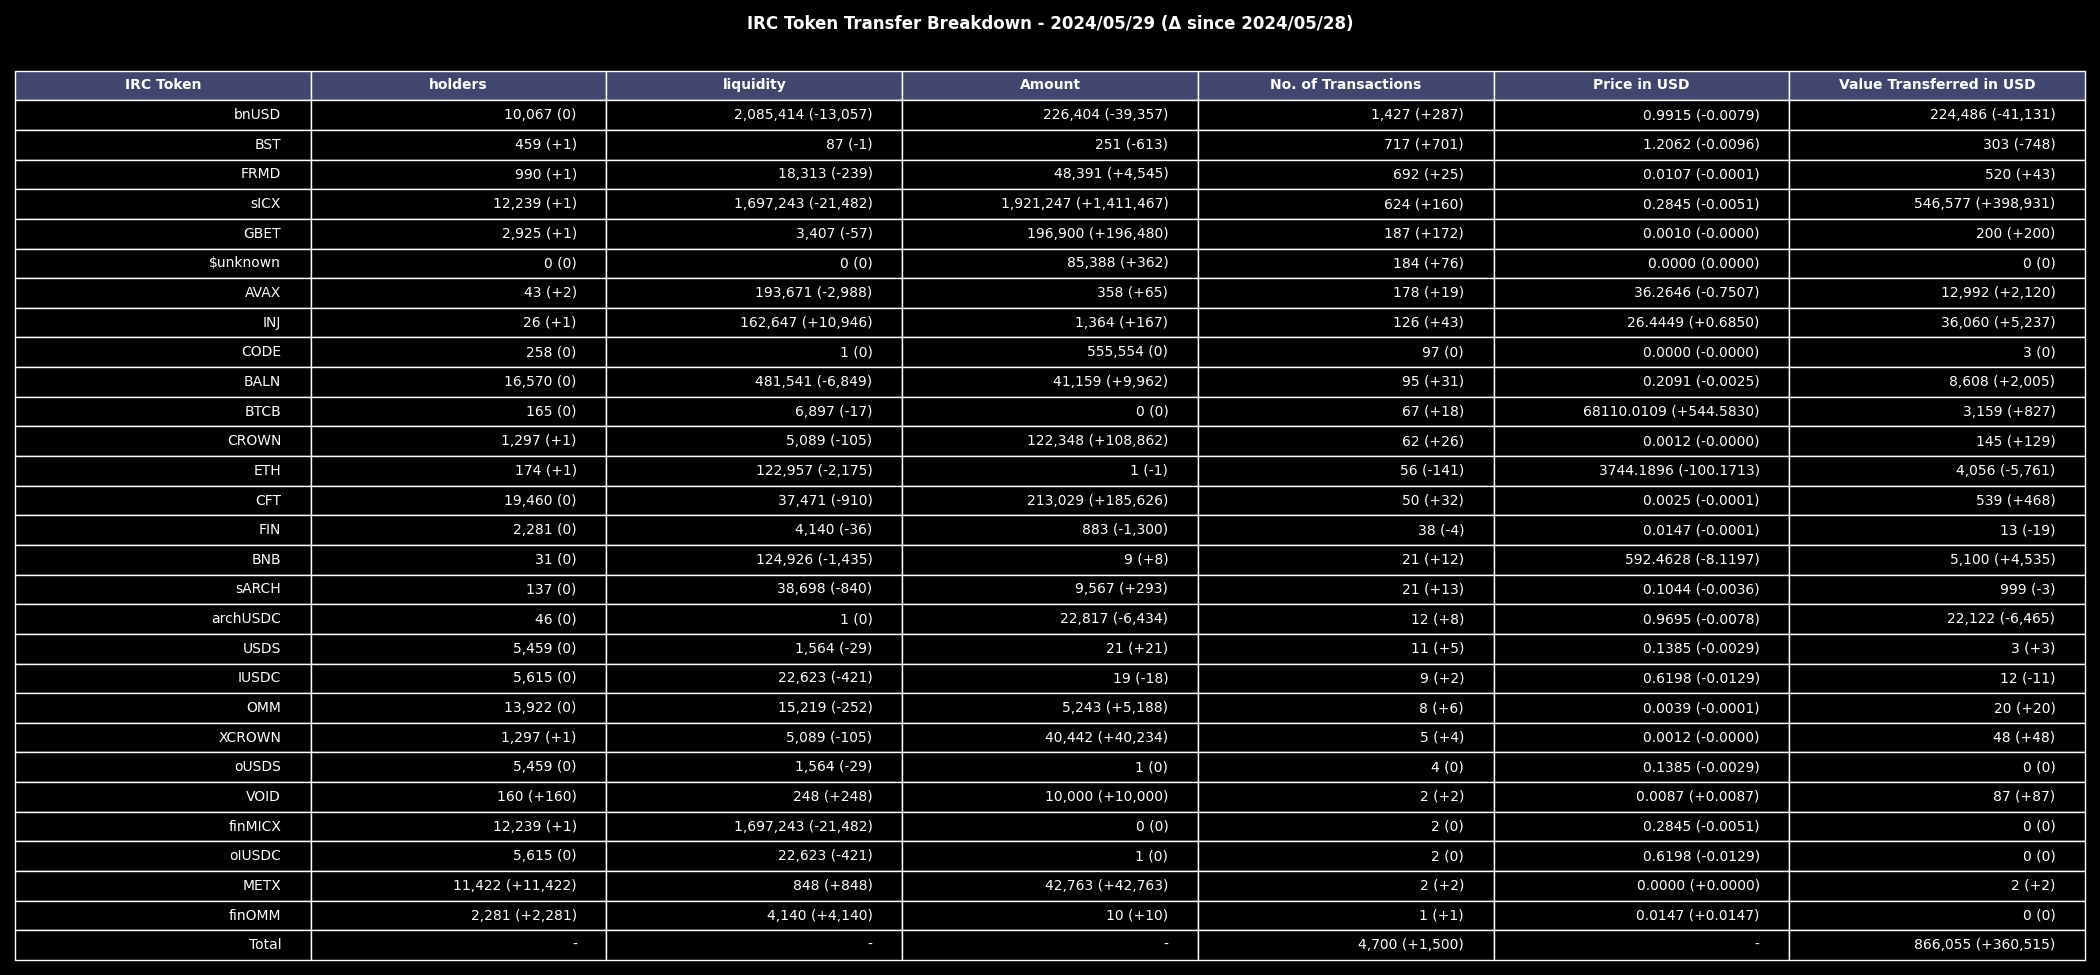 IRC Token Transfer Breakdown - 2024/05/29 (Δ since 2024/05/28)
IRC Token holders liquidity Amount No. of Transactions Price in USD Value Transferred in USD
bnUSD 10,067 (0) 2,085,414 (-13,057) 226,404 (-39,357) 1,427 (+287) 0.9915 (-0.0079) 224,486 (-41,131)
BST 459 (+1) 87 (-1) 251 (-613) 717 (+701) 1.2062 (-0.0096) 303 (-748)
FRMD 990 (+1) 18,313 (-239) 48,391 (+4,545) 692 (+25) 0.0107 (-0.0001) 520 (+43)
sICX 12,239 (+1) 1,697,243 (-21,482) 1,921,247 (+1,411,467) 624 (+160) 0.2845 (-0.0051) 546,577 (+398,931)
GBET 2,925 (+1) 3,407 (-57) 196,900 (+196,480) 187 (+172) 0.0010 (-0.0000) 200 (+200)
$unknown 0 (0) 0 (0) 85,388 (+362) 184 (+76) 0.0000 (0.0000) 0 (0)
AVAX 43 (+2) 193,671 (-2,988) 358 (+65) 178 (+19) 36.2646 (-0.7507) 12,992 (+2,120)
INJ 26 (+1) 162,647 (+10,946) 1,364 (+167) 126 (+43) 26.4449 (+0.6850) 36,060 (+5,237)
CODE 258 (0) 1 (0) 555,554 (0) 97 (0) 0.0000 (-0.0000) 3 (0)
BALN 16,570 (0) 481,541 (-6,849) 41,159 (+9,962) 95 (+31) 0.2091 (-0.0025) 8,608 (+2,005)
BTCB 165 (0) 6,897 (-17) 0 (0) 67 (+18) 68110.0109 (+544.5830) 3,159 (+827)
CROWN 1,297 (+1) 5,089 (-105) 122,348 (+108,862) 62 (+26) 0.0012 (-0.0000) 145 (+129)
ETH 174 (+1) 122,957 (-2,175) 1 (-1) 56 (-141) 3744.1896 (-100.1713) 4,056 (-5,761)
CFT 19,460 (0) 37,471 (-910) 213,029 (+185,626) 50 (+32) 0.0025 (-0.0001) 539 (+468)
FIN 2,281 (0) 4,140 (-36) 883 (-1,300) 38 (-4) 0.0147 (-0.0001) 13 (-19)
BNB 31 (0) 124,926 (-1,435) 9 (+8) 21 (+12) 592.4628 (-8.1197) 5,100 (+4,535)
sARCH 137 (0) 38,698 (-840) 9,567 (+293) 21 (+13) 0.1044 (-0.0036) 999 (-3)
archUSDC 46 (0) 1 (0) 22,817 (-6,434) 12 (+8) 0.9695 (-0.0078) 22,122 (-6,465)
USDS 5,459 (0) 1,564 (-29) 21 (+21) 11 (+5) 0.1385 (-0.0029) 3 (+3)
IUSDC 5,615 (0) 22,623 (-421) 19 (-18) 9 (+2) 0.6198 (-0.0129) 12 (-11)
OMM 13,922 (0) 15,219 (-252) 5,243 (+5,188) 8 (+6) 0.0039 (-0.0001) 20 (+20)
XCROWN 1,297 (+1) 5,089 (-105) 40,442 (+40,234) 5 (+4) 0.0012 (-0.0000) 48 (+48)
oUSDS 5,459 (0) 1,564 (-29) 1 (0) 4 (0) 0.1385 (-0.0029) 0 (0)
VOID 160 (+160) 248 (+248) 10,000 (+10,000) 2 (+2) 0.0087 (+0.0087) 87 (+87)
finMICX 12,239 (+1) 1,697,243 (-21,482) 0 (0) 2 (0) 0.2845 (-0.0051) 0 (0)
oIUSDC 5,615 (0) 22,623 (-421) 1 (0) 2 (0) 0.6198 (-0.0129) 0 (0)
METX 11,422 (+11,422) 848 (+848) 42,763 (+42,763) 2 (+2) 0.0000 (+0.0000) 2 (+2)
finOMM 2,281 (+2,281) 4,140 (+4,140) 10 (+10) 1 (+1) 0.0147 (+0.0147) 0 (0)
Total - - - 4,700 (+1,500) - 866,055 (+360,515)